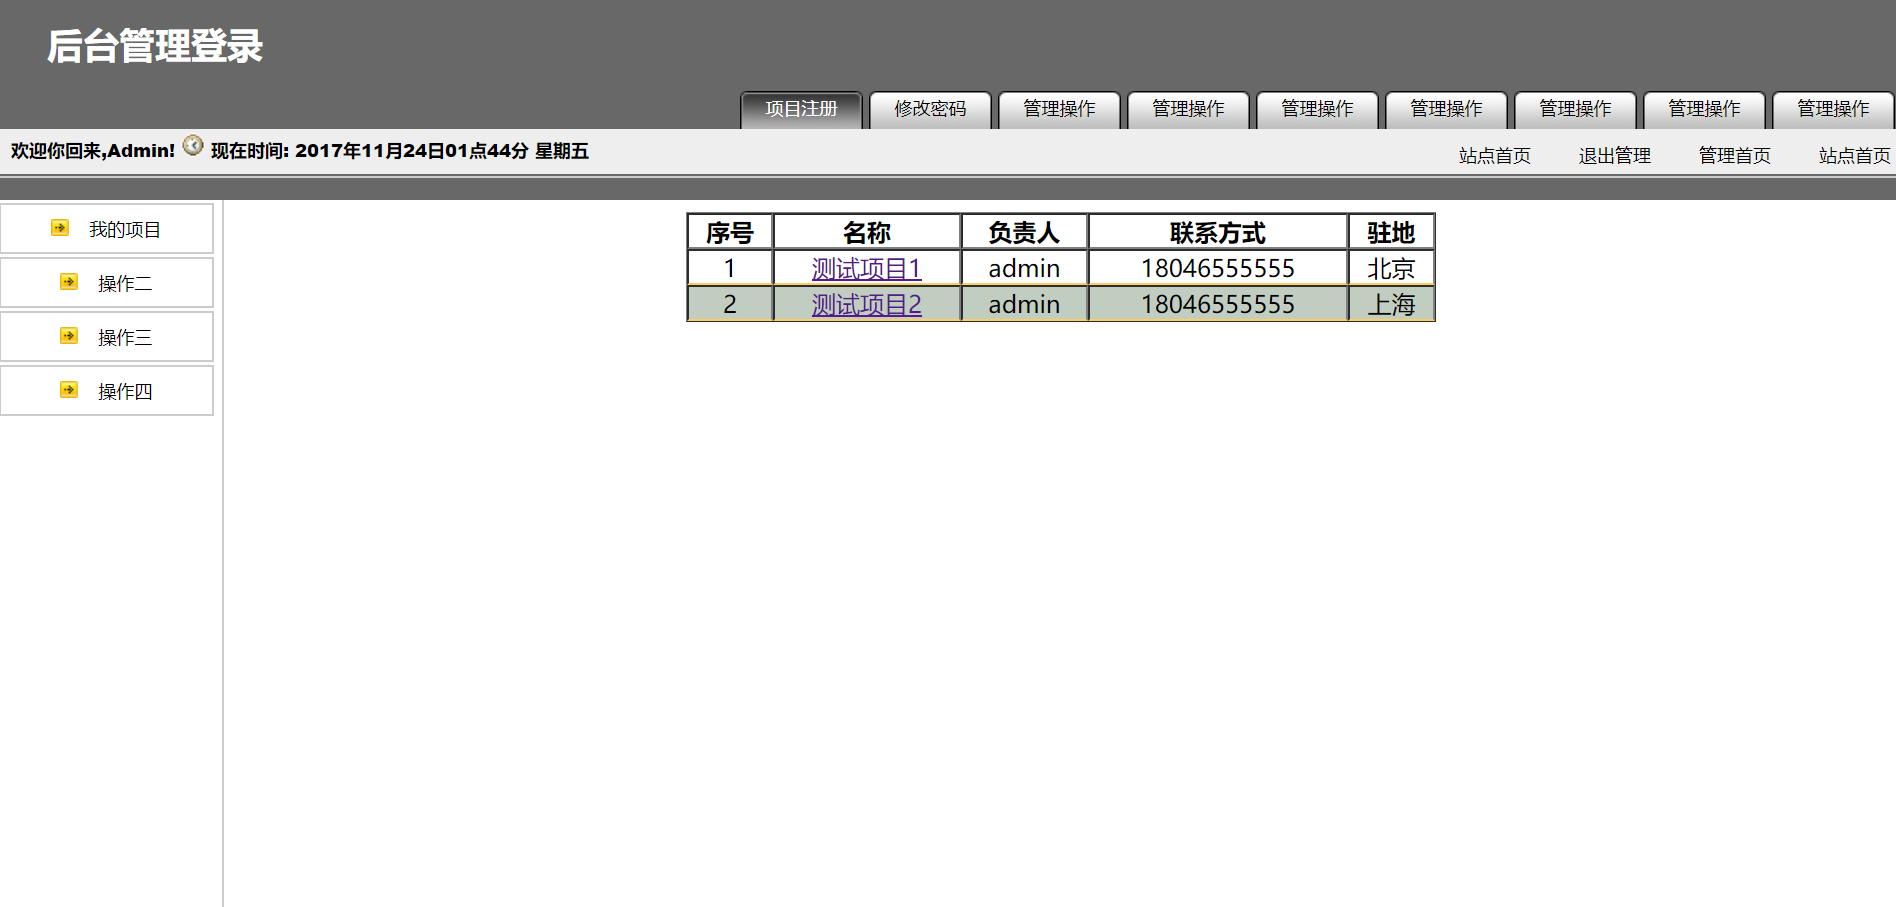 后台管理登录
项目注册 修改密码 管理操作 管理操作 管理操作 管理操作 管理操作 管理操作 管理操作
欢迎你回来,Admin! 现在时间: 2017年11月24日01点44分 星期五 站点首页 退出管理 管理首页 站点首页
我的项目
操作二
操作三
操作四
序号 名称 负责人 联系方式 驻地
1 测试项目1 admin 18046555555 北京
2 测试项目2 admin 18046555555 上海